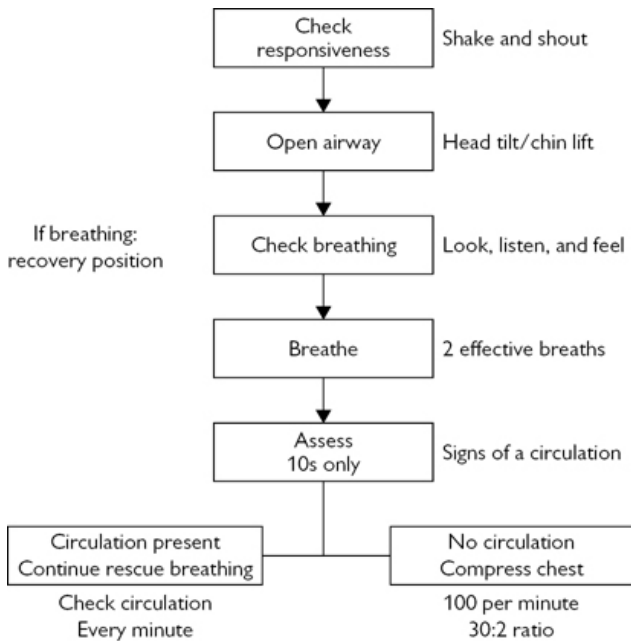 Check
responsiveness
Shake and shout
Open airway
Head tilt/chin lift
If breathing:
recovery position
Check breathing
Look, listen, and feel
Breathe
2 effective breaths
Assess
10s only
Signs of a circulation
Circulation present
Continue rescue breathing
Check circulation
Every minute
No circulation
Compress chest
100 per minute
30:2 ratio